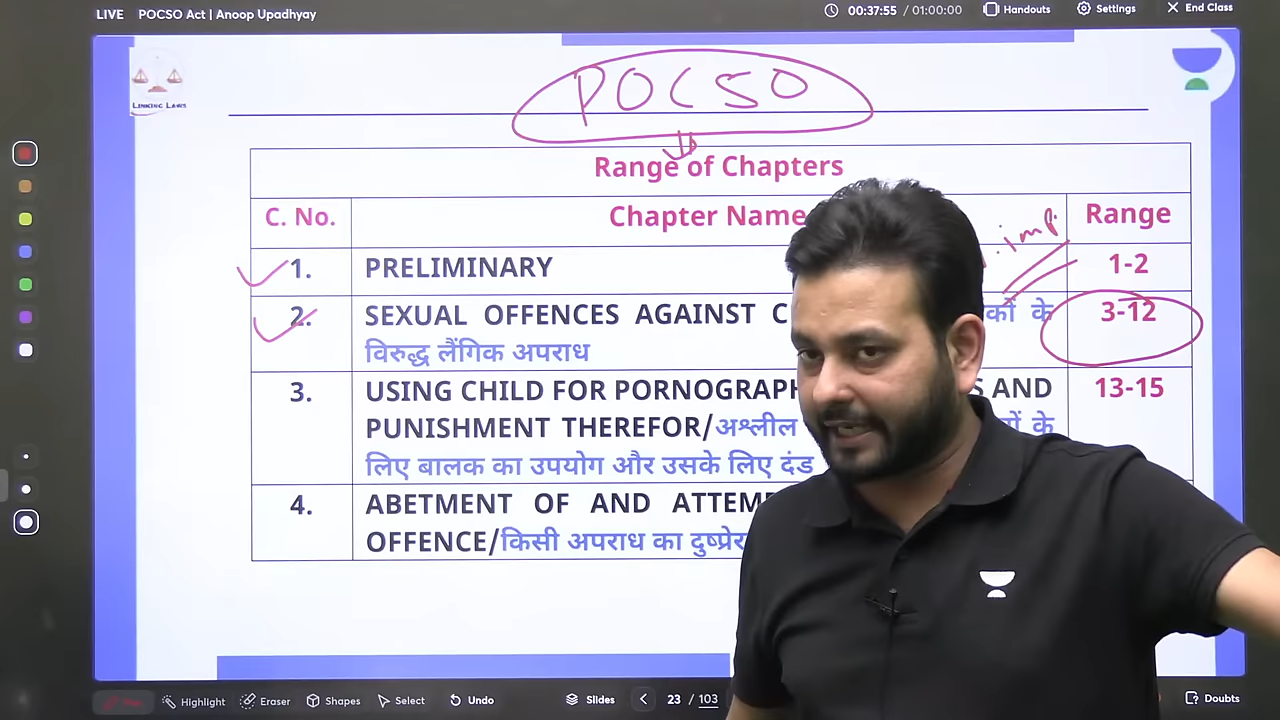 LIVE POCSO Act | Anoop Upadhyay 00:37:55 / 01:00:00 Handouts Settings End Class
LINKING LAWS
POCSO
Range of Chapters
C. No. Chapter Name Range
imp.
1. PRELIMINARY 1-2
2. SEXUAL OFFENCES AGAINST के 3-12
विरुद्ध लैंगिक अपराध
3. USING CHILD FOR AND 13-15
PUNISHMENT THEREFOR/अश्लील के
लिए बालक का उपयोग और उसके लिए दंड
4. ABETMENT OF AND
OFFENCE/किसी अपराध का
Highlight Eraser Shapes Select Undo Slides 23 / 103 Doubts